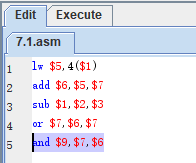 Edit Execute
7.1.asm
1 lw $5,4($1)
2 add $6,$5,$7
3 sub $1,$2,$3
4 or $7,$6,$7
5 and $9,$7,$6